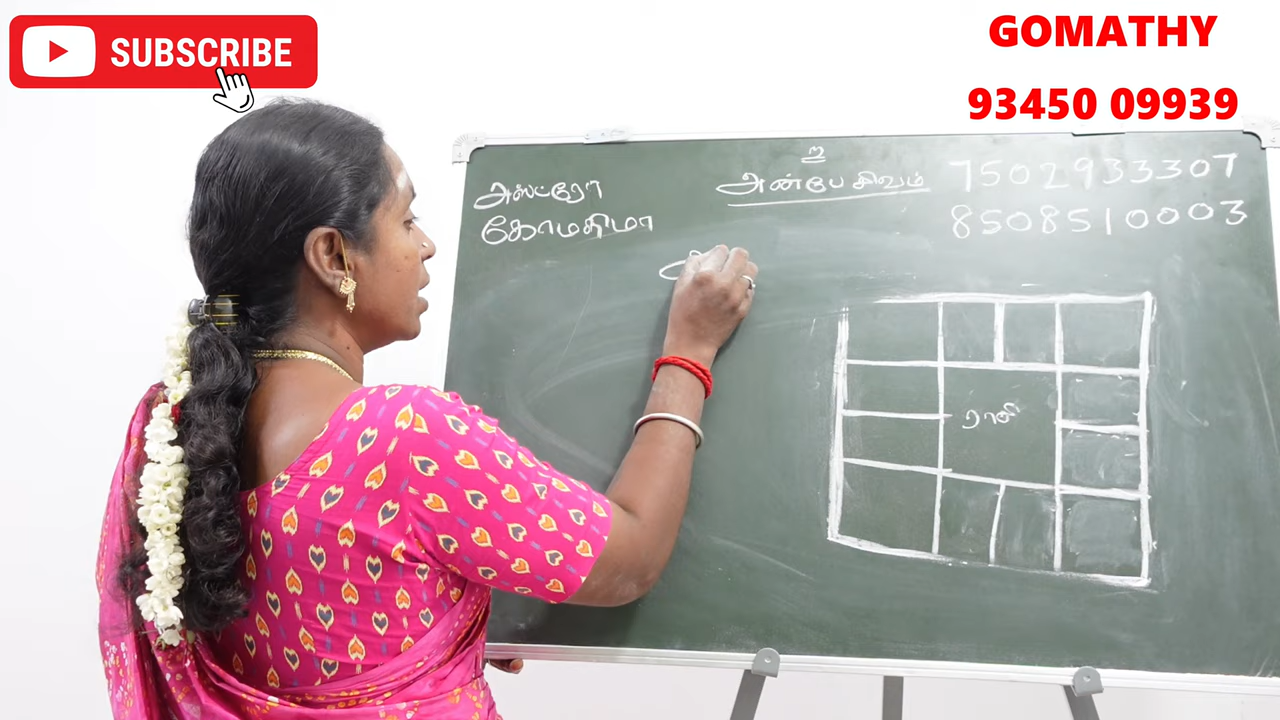 SUBSCRIBE
GOMATHY
93450 09939
உ
அன்பே சிவம்
அஸ்ட்ரோ
கோமதிமா
7502933307
8508510003
ராசி